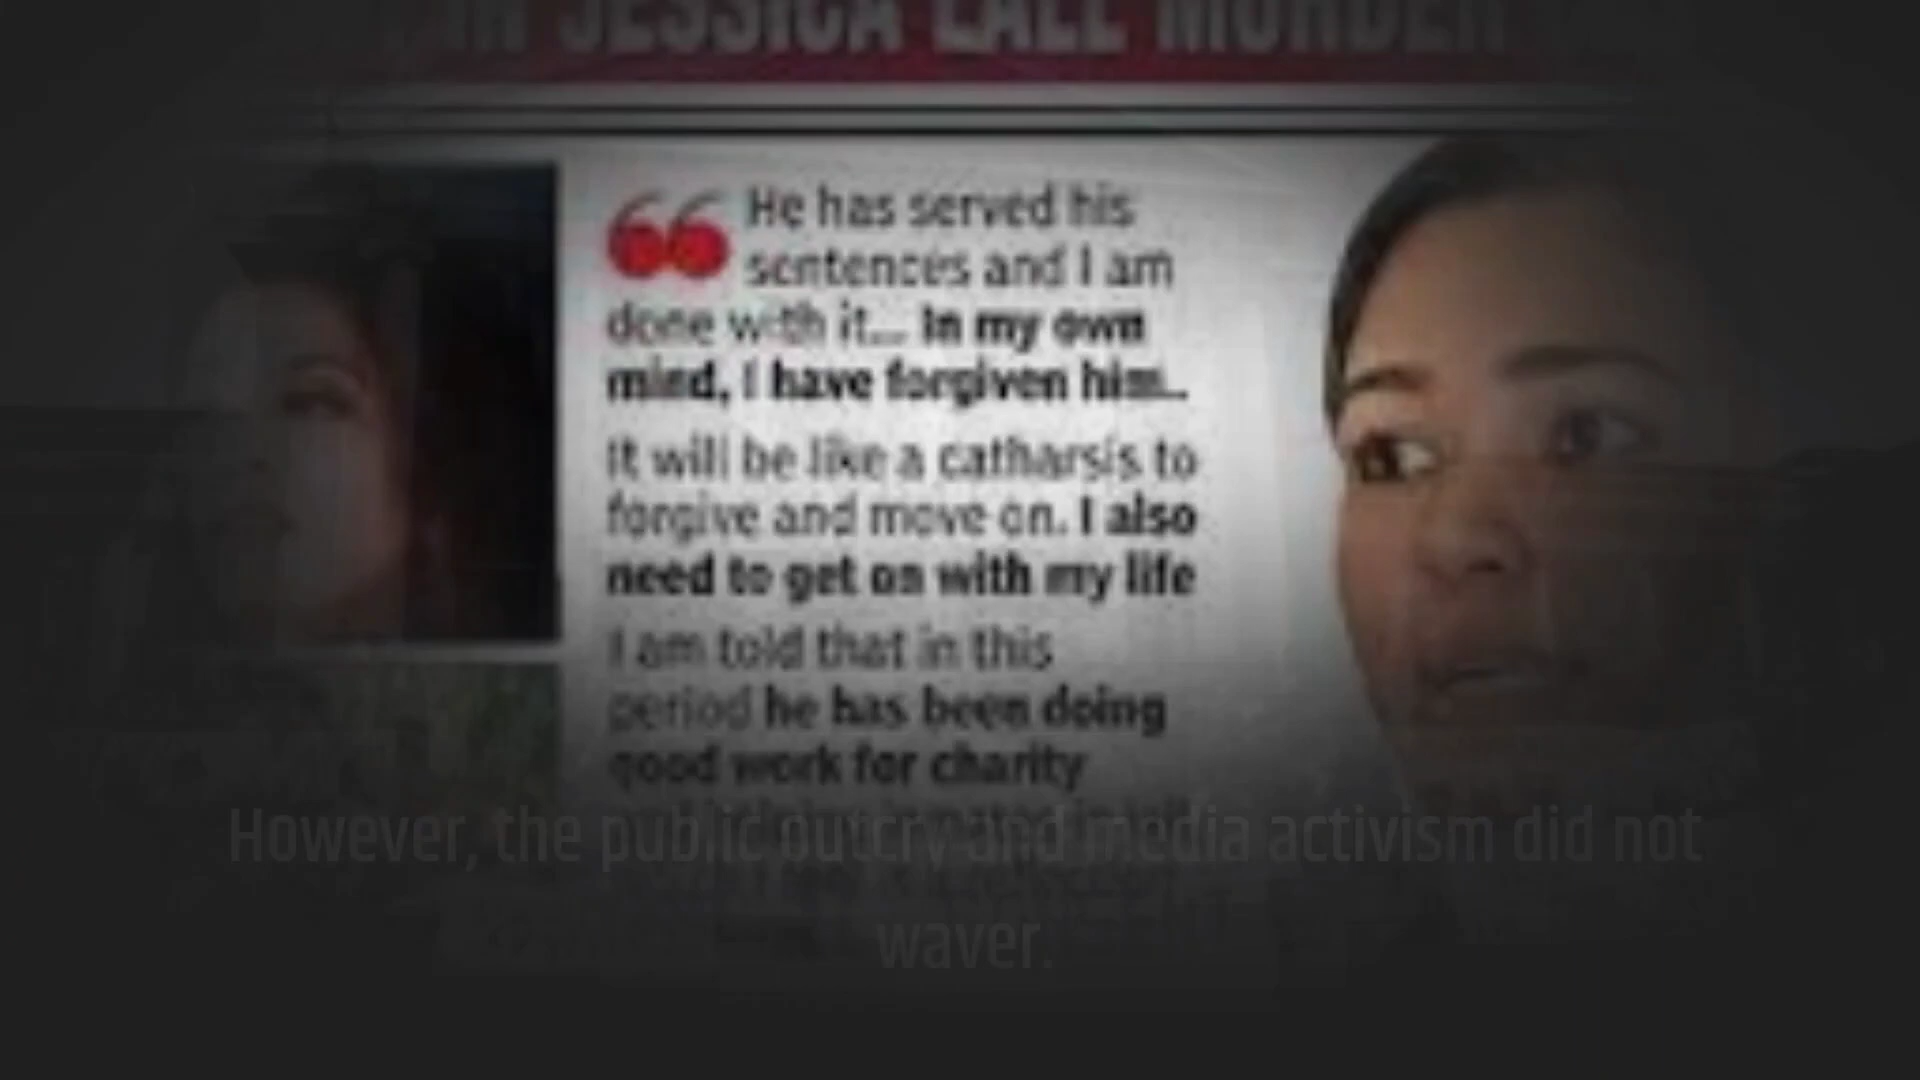 JESSICA LALL MURDER
He has served his
sentences and I am
done with it... In my own
mind, I have forgiven him..
It will be like a catharsis to
forgive and move on. I also
need to get on with my life
I am told that in this
period he has been doing
good work for charity
However, the public outcry and media activism did not
waver.